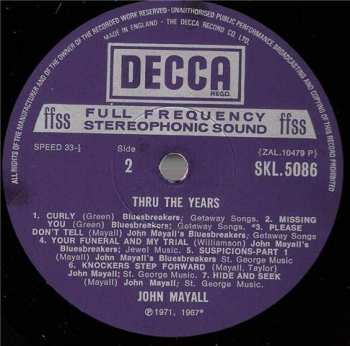 ALL RIGHTS OF THE MANUFACTURER AND OF THE OWNER OF THE RECORDED WORK RESERVED · UNAUTHORISED PUBLIC PERFORMANCE BROADCASTING AND COPYING OF THIS RECORD PROHIBITED
MADE IN ENGLAND · THE DECCA RECORD CO. LTD.
DECCA
REGD.
ffss FULL FREQUENCY ffss
STEREOPHONIC SOUND
SPEED 33-⅓ Side (ZAL.10479 P)
2 SKL.5086
THRU THE YEARS
1. CURLY (Green) Bluesbreakers; Getaway Songs. 2. MISSING
YOU (Green) Bluesbreakers; Getaway Songs. *3. PLEASE
DON'T TELL (Mayall) John Mayall's Bluesbreakers; Getaway Songs
4. YOUR FUNERAL AND MY TRIAL (Williamson) John Mayall's
Bluesbreakers; Jewel Music. 5. SUSPICIONS-PART 1
(Mayall) John Mayall's Bluesbreakers; St. George Music
6. KNOCKERS STEP FORWARD (Mayall, Taylor)
John Mayall; St. George Music. 7. HIDE AND SEEK
(Mayall) John Mayall; St. George Music.
JOHN MAYALL
℗ 1971, 1967*